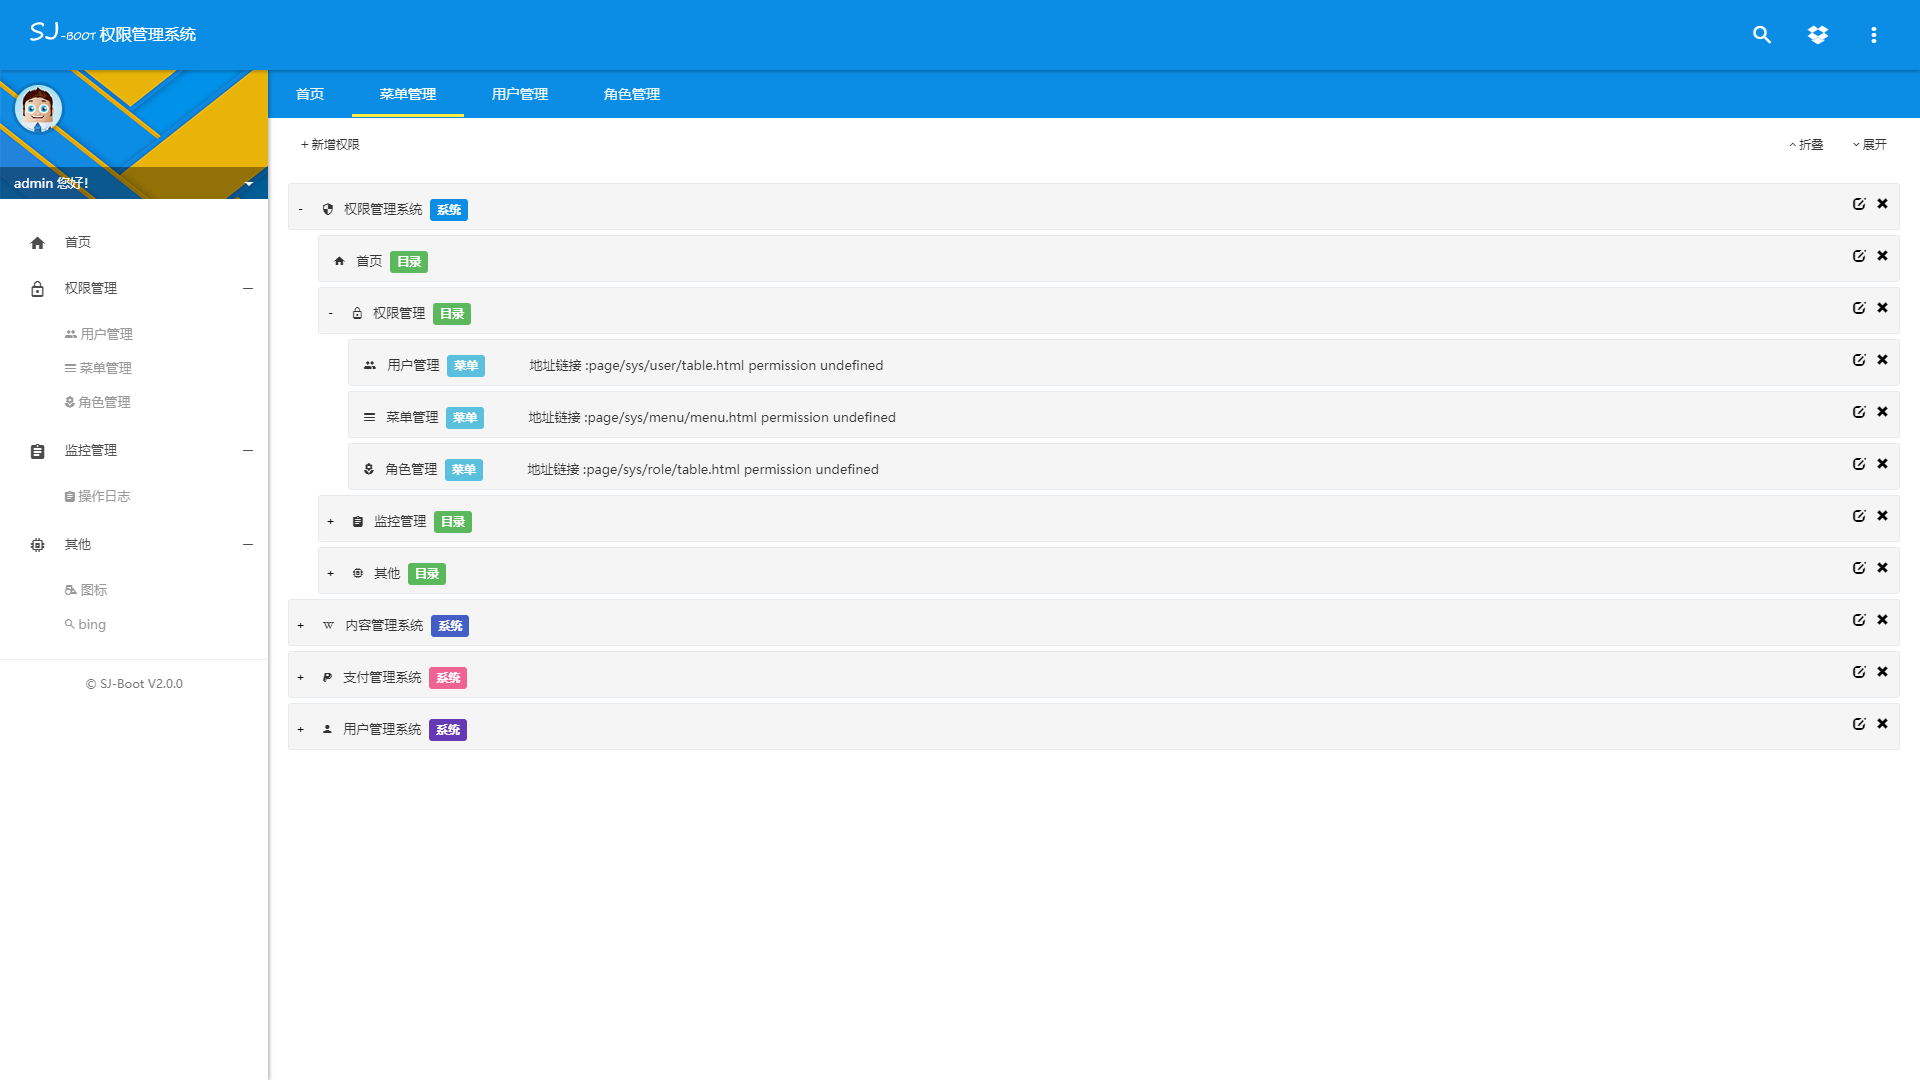 SJ-BOOT 权限管理系统
首页 菜单管理 用户管理 角色管理
admin 您好!
首页
权限管理
用户管理
菜单管理
角色管理
监控管理
操作日志
其他
图标
bing
© SJ-Boot V2.0.0
+ 新增权限 折叠 展开
- 权限管理系统 系统
首页 目录
- 权限管理 目录
用户管理 菜单 地址链接 :page/sys/user/table.html permission undefined
菜单管理 菜单 地址链接 :page/sys/menu/menu.html permission undefined
角色管理 菜单 地址链接 :page/sys/role/table.html permission undefined
+ 监控管理 目录
+ 其他 目录
+ 内容管理系统 系统
+ 支付管理系统 系统
+ 用户管理系统 系统